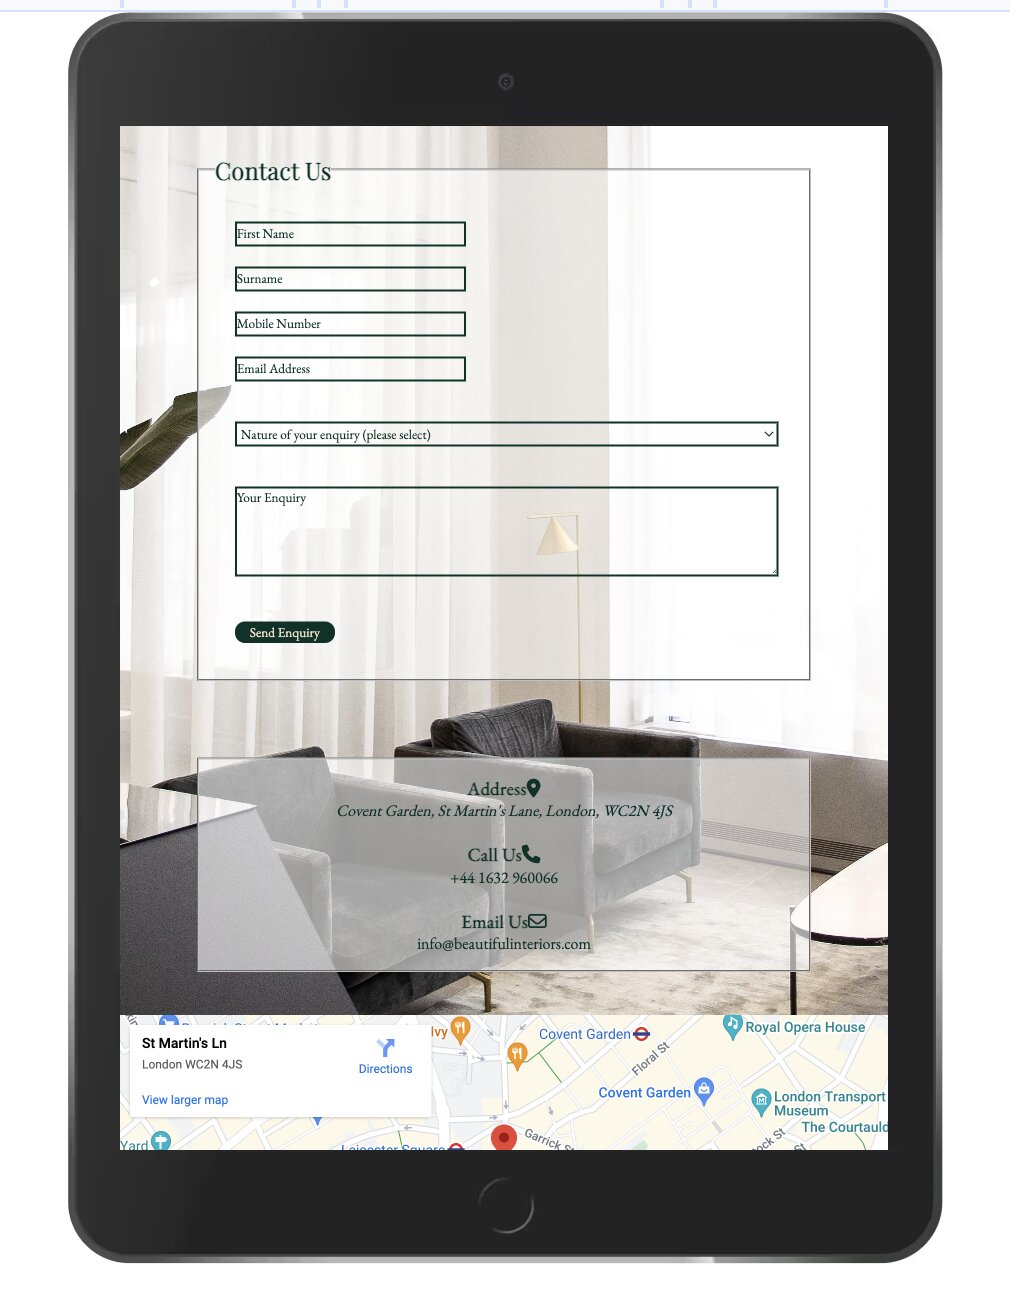 Contact Us
First Name
Surname
Mobile Number
Email Address
Nature of your enquiry (please select)
Your Enquiry
Send Enquiry
Address
Covent Garden, St Martin's Lane, London, WC2N 4JS
Call Us
+44 1632 960066
Email Us
info@beautifulinteriors.com
St Martin's Ln
London WC2N 4JS
Directions
View larger map
Ivy
Covent Garden
Royal Opera House
Floral St
Covent Garden
London Transport
Museum
The Courtauld
Yard
Leicester Square
Garrick St
St